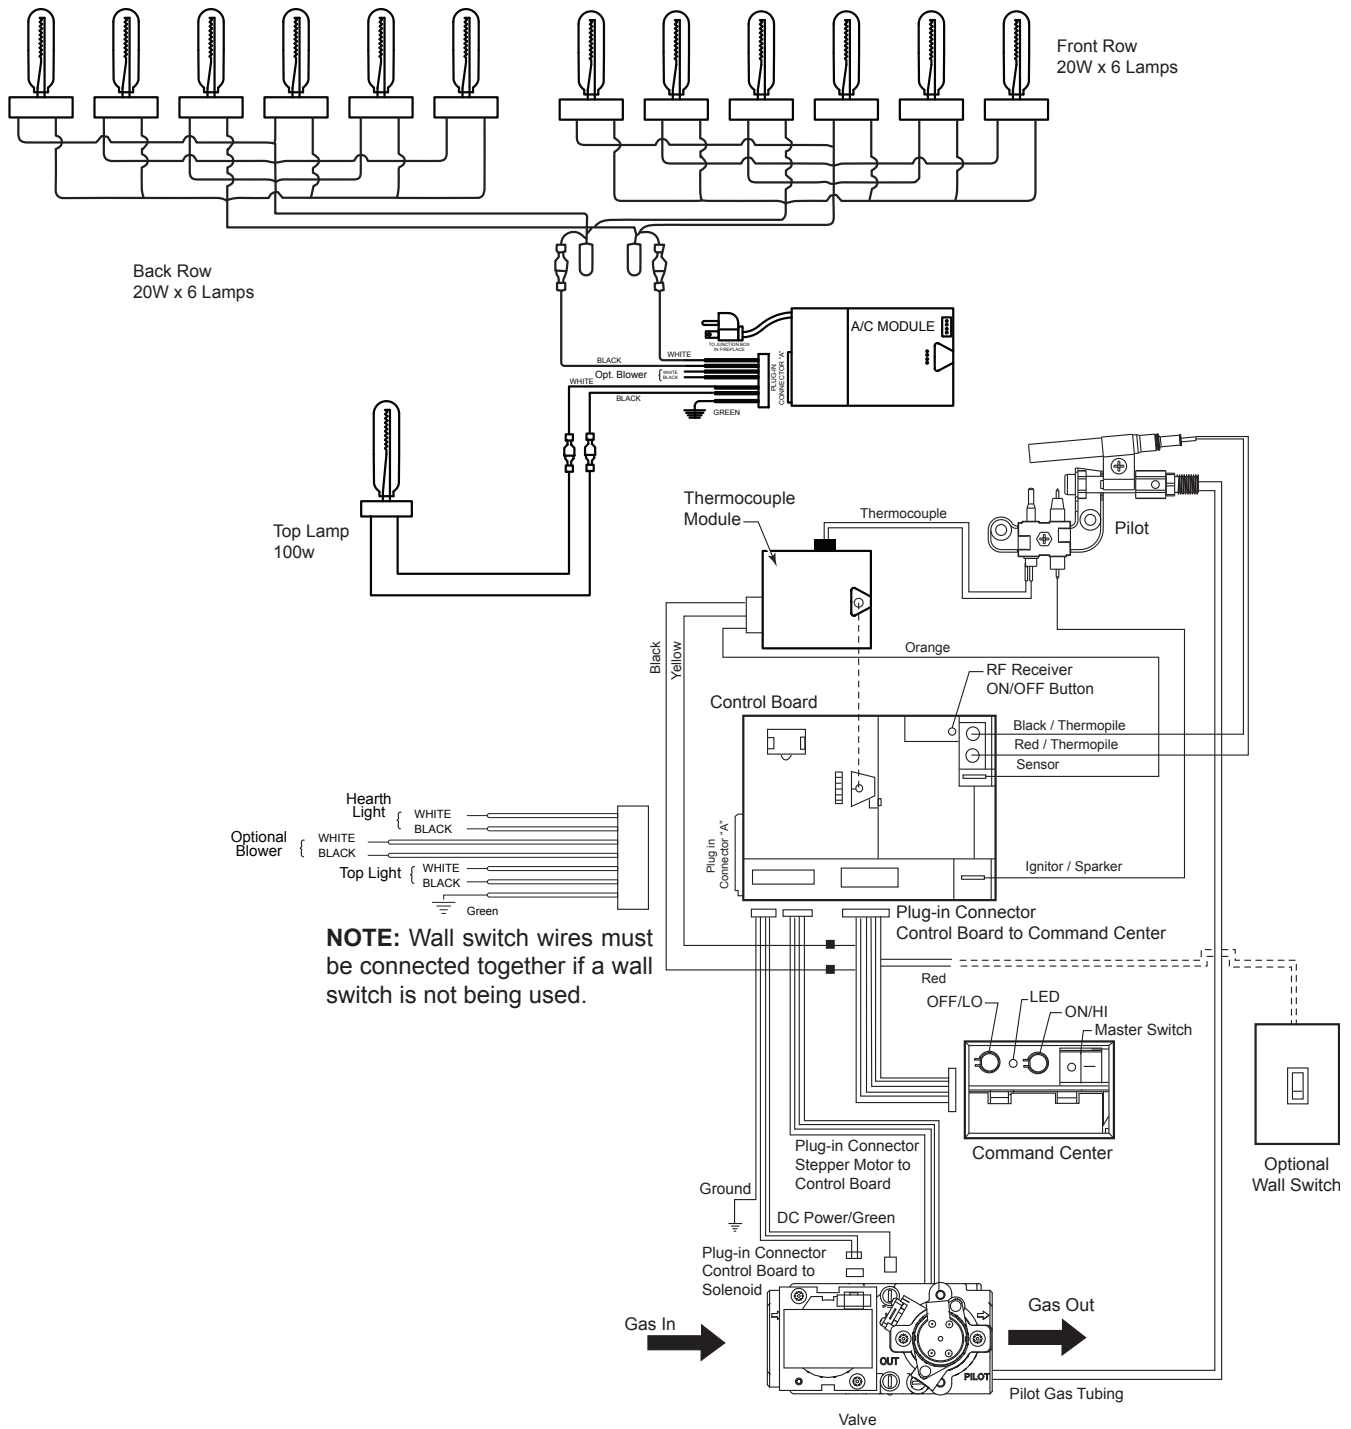 Front Row
20W x 6 Lamps
Back Row
20W x 6 Lamps
A/C MODULE
TO JUNCTION BOX
IN FIREPLACE
BLACK
WHITE
Opt. Blower
WHITE
BLACK
WHITE
BLACK
GREEN
PLUG-IN
CONNECTOR "A"
Top Lamp
100w
Thermocouple
Module
Thermocouple
Pilot
Black
Yellow
Orange
RF Receiver
ON/OFF Button
Control Board
Black / Thermopile
Red / Thermopile
Sensor
Hearth
Light
WHITE
BLACK
Optional
Blower
WHITE
BLACK
Top Light
WHITE
BLACK
Green
Plug in
Connector "A"
Ignitor / Sparker
NOTE: Wall switch wires must
be connected together if a wall
switch is not being used.
Plug-in Connector
Control Board to Command Center
Red
OFF/LO
LED
ON/HI
Master Switch
Command Center
Optional
Wall Switch
Plug-in Connector
Stepper Motor to
Control Board
Ground
DC Power/Green
Plug-in Connector
Control Board to
Solenoid
Gas In
Gas Out
OUT
PILOT
Pilot Gas Tubing
Valve